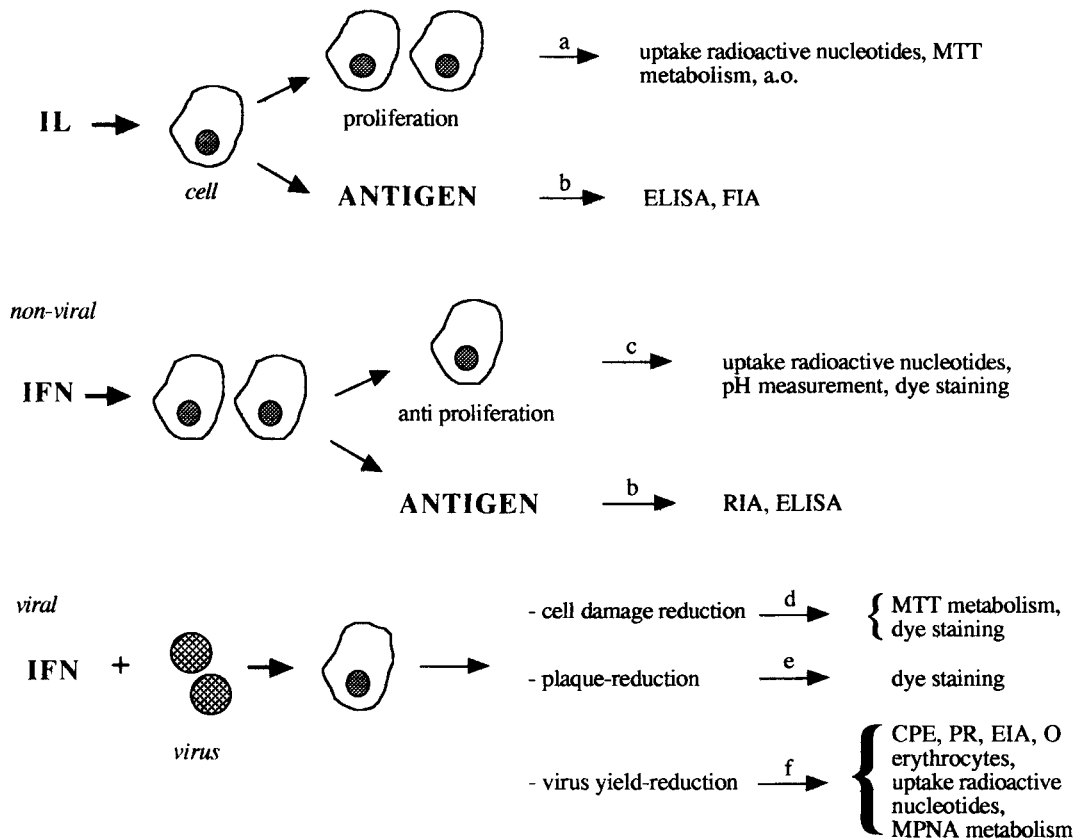 a
uptake radioactive nucleotides, MTT
metabolism, a.o.
IL
proliferation
cell
ANTIGEN
b
ELISA, FIA
non-viral
IFN
c
uptake radioactive nucleotides,
pH measurement, dye staining
anti proliferation
ANTIGEN
b
RIA, ELISA
viral
IFN +
virus
- cell damage reduction
d
{ MTT metabolism,
dye staining
- plaque-reduction
e
dye staining
- virus yield-reduction
f
{ CPE, PR, EIA, O
erythrocytes,
uptake radioactive
nucleotides,
MPNA metabolism